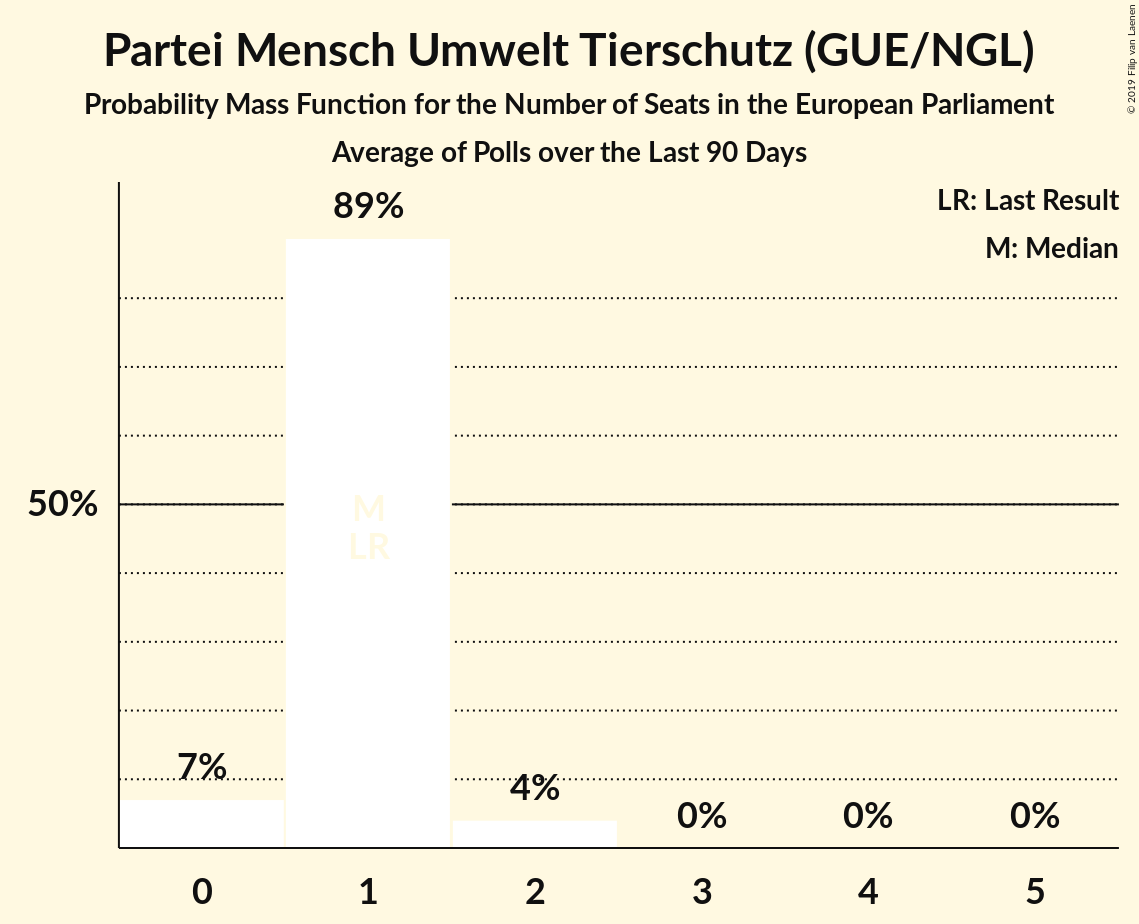 Partei Mensch Umwelt Tierschutz (GUE/NGL)
Probability Mass Function for the Number of Seats in the European Parliament
Average of Polls over the Last 90 Days
© 2019 Filip van Laenen
LR: Last Result
M: Median
89%
50%
M
LR
7%
4%
0%
0%
0%
0
1
2
3
4
5